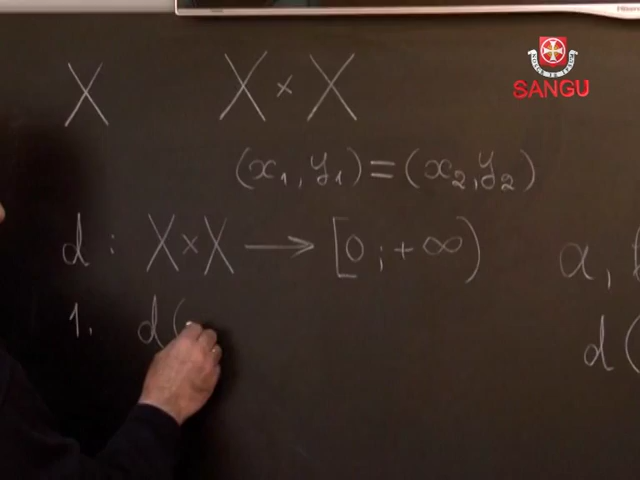 SANGU
X X × X
(x₁, y₁) = (x₂, y₂)
d : X × X ⟶ [0 ; + ∞)
a,
1. d(
d(